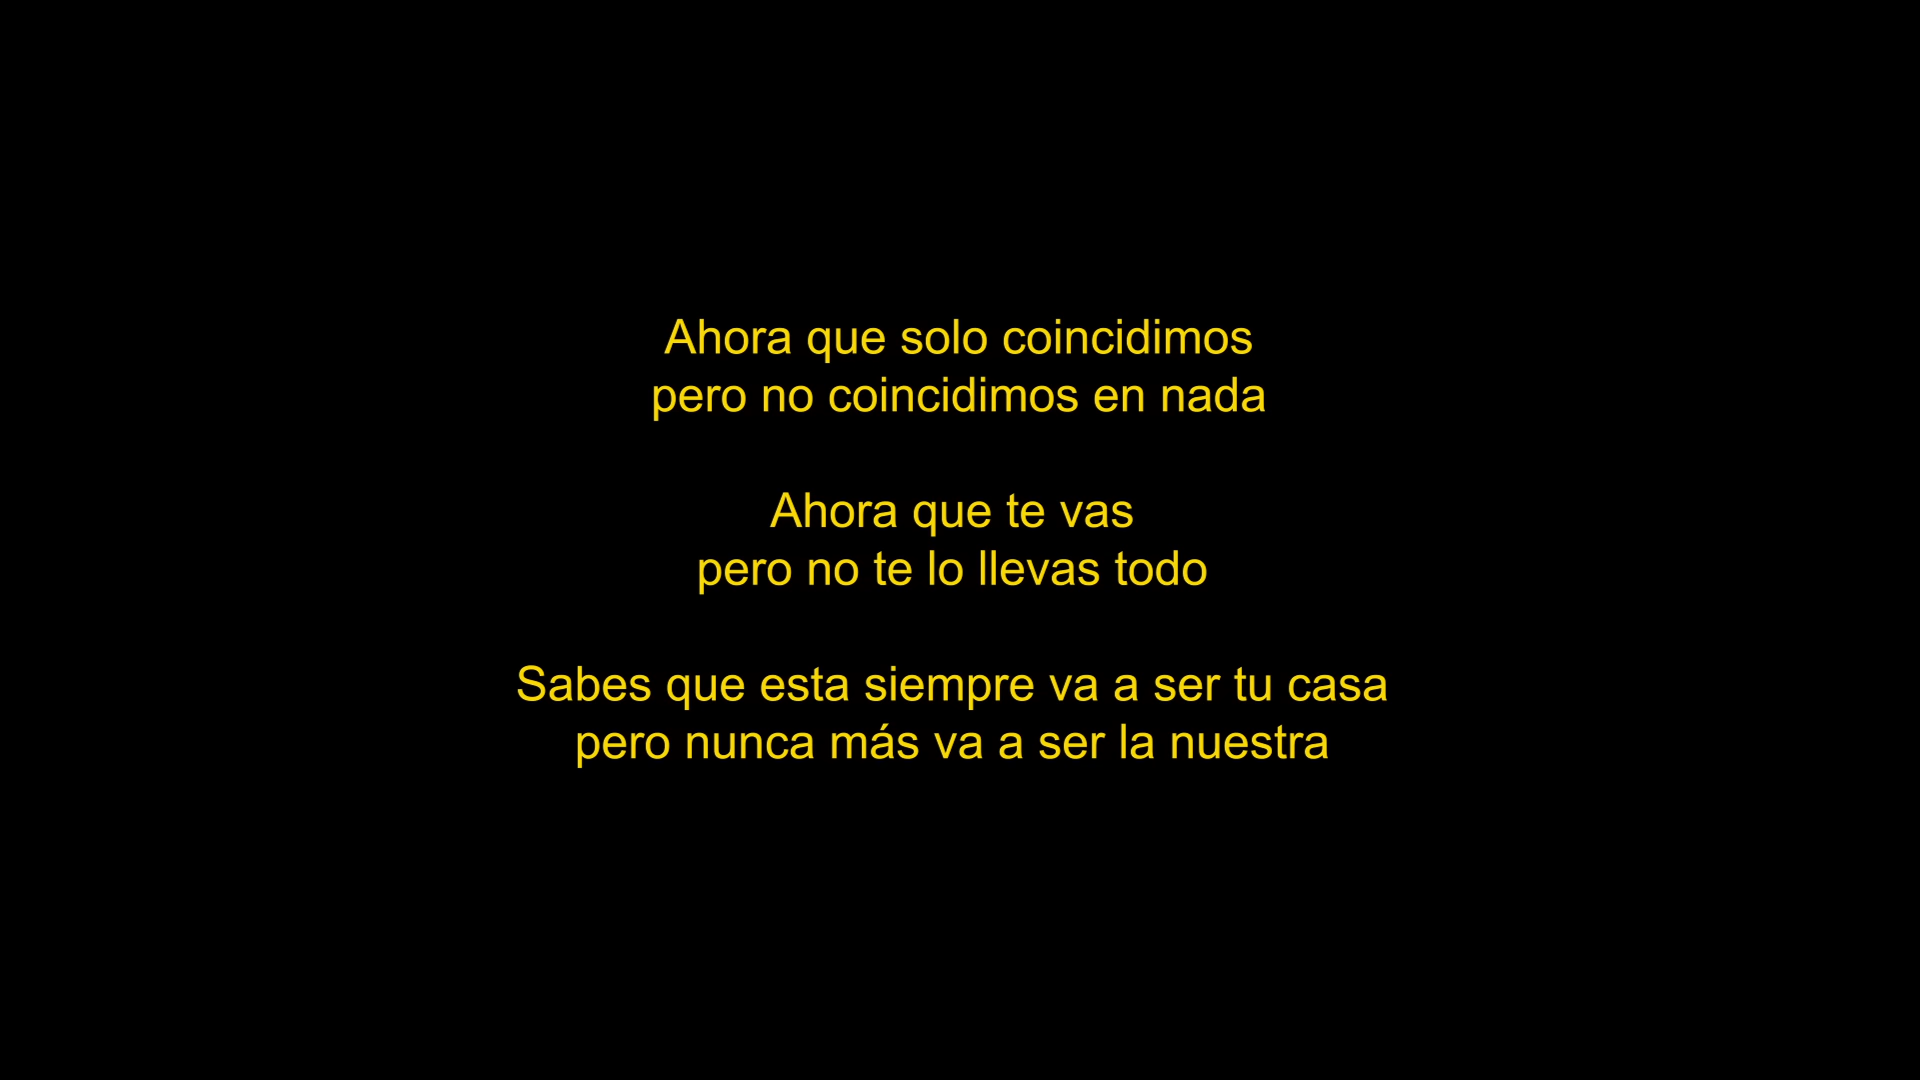 Ahora que solo coincidimos
pero no coincidimos en nada
Ahora que te vas
pero no te lo llevas todo
Sabes que esta siempre va a ser tu casa
pero nunca más va a ser la nuestra